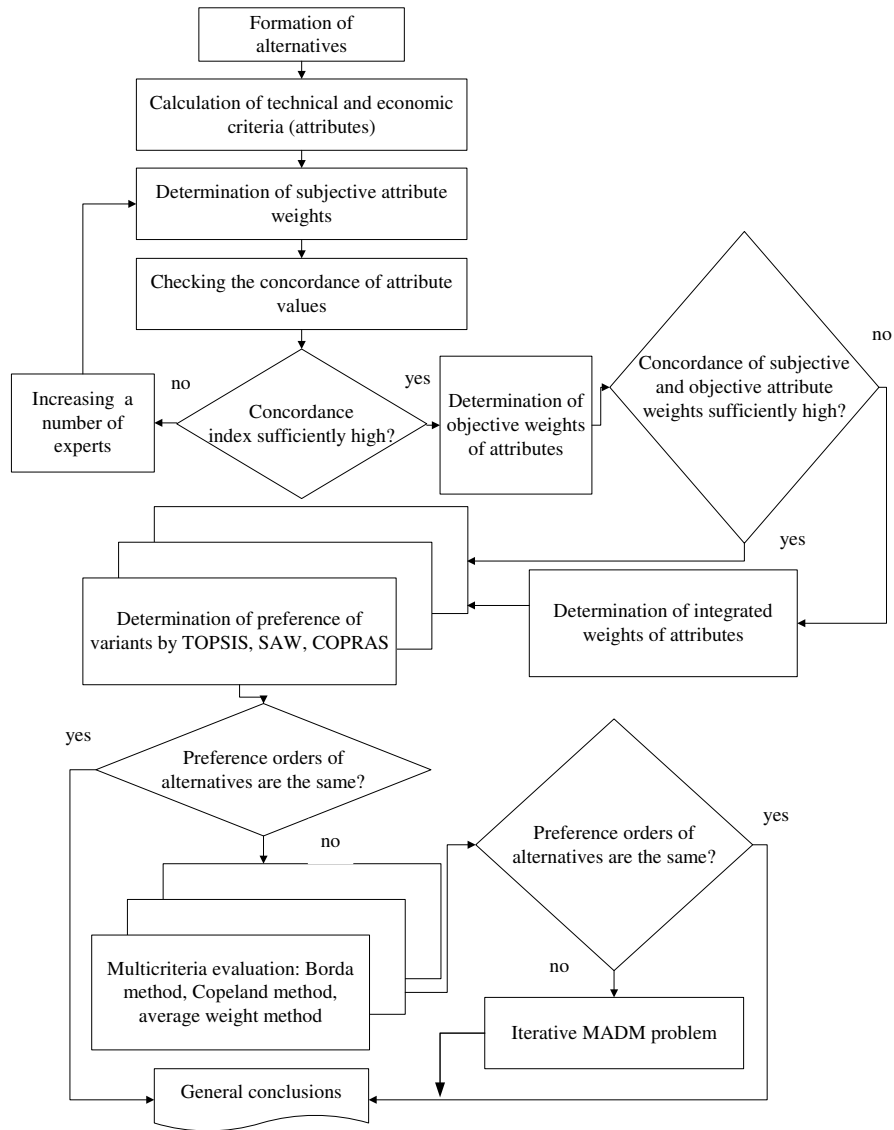 Formation of
alternatives
Calculation of technical and economic
criteria (attributes)
Determination of subjective attribute
weights
Checking the concordance of attribute
values
no
Increasing a
number of
experts
Concordance
index sufficiently high?
yes
Determination of
objective weights
of attributes
Concordance of subjective
and objective attribute
weights sufficiently high?
no
yes
Determination of integrated
weights of attributes
Determination of preference of
variants by TOPSIS, SAW, COPRAS
yes
Preference orders of
alternatives are the same?
no
Multicriteria evaluation: Borda
method, Copeland method,
average weight method
Preference orders of
alternatives are the same?
yes
no
Iterative MADM problem
General conclusions